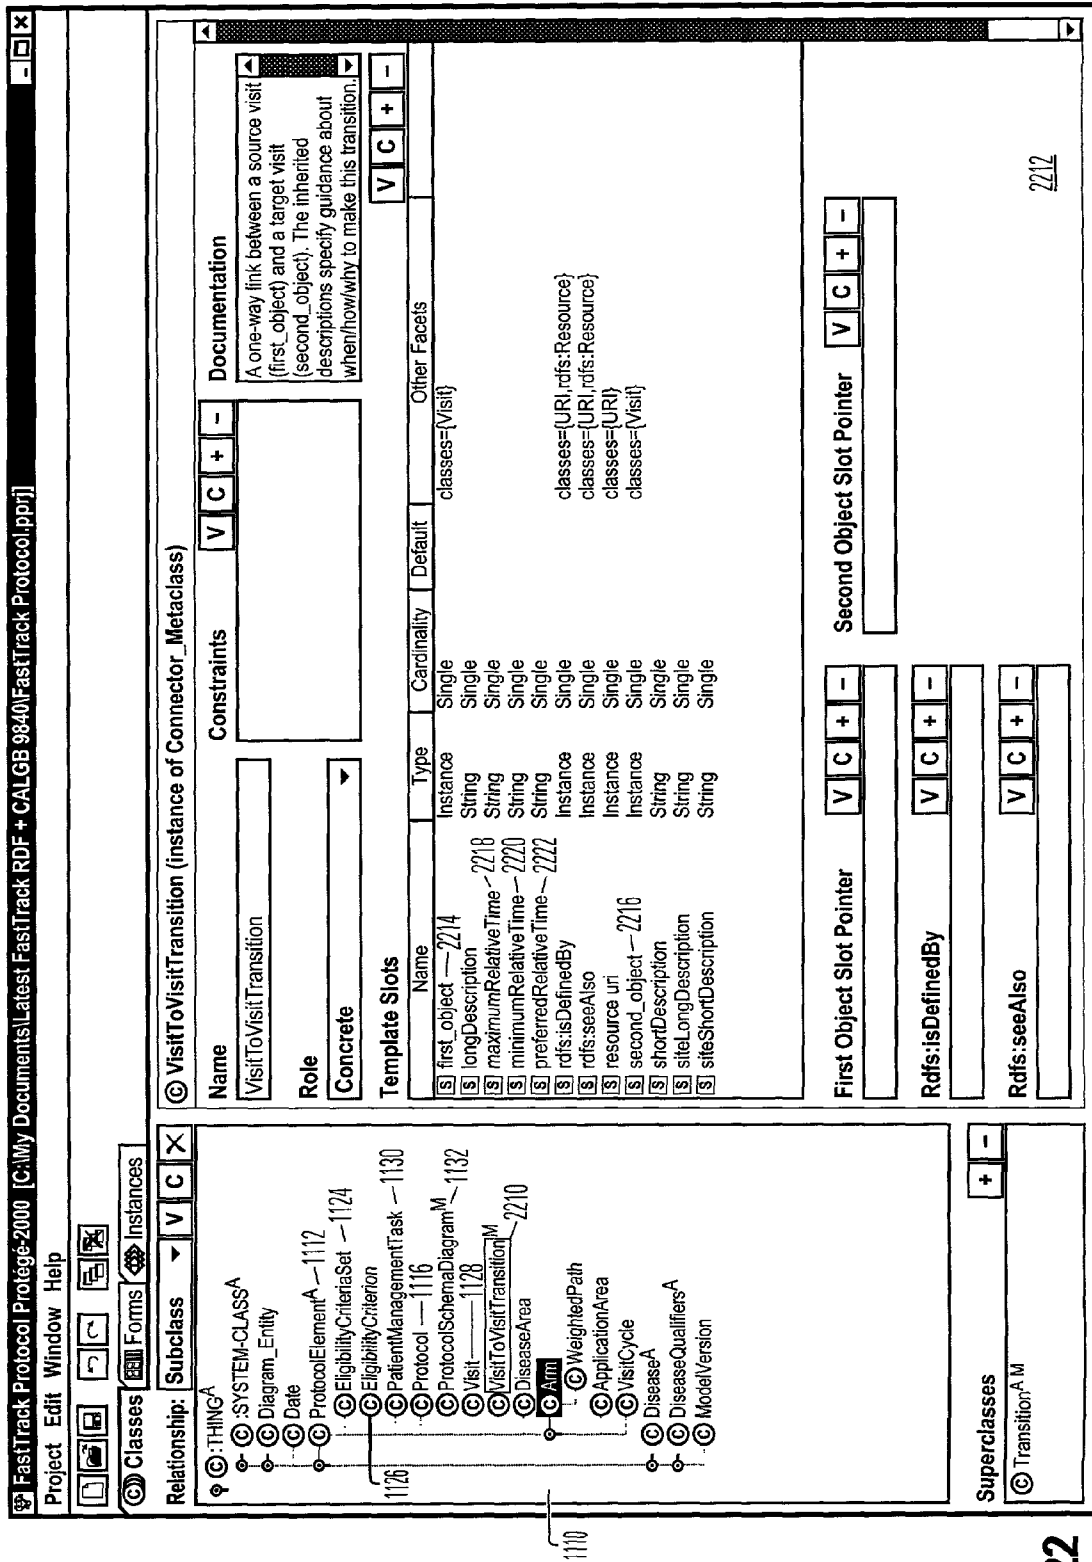 FastTrack Protocol Protégé-2000 [C:\My Documents\Latest FastTrack RDF + CALGB 9840\FastTrack Protocol.pprj]
Project Edit Window Help
Classes Forms Instances
Relationship: Subclass V C X
:THING A
:SYSTEM-CLASS A
Diagram_Entity
Date
ProtocolElement A 1112
EligibilityCriteriaSet 1124
EligibilityCriterion
1126
PatientManagementTask 1130
Protocol 1116
ProtocolSchemaDiagram M 1132
Visit 1128
VisitToVisitTransition M 2210
DiseaseArea
Arm
WeightedPath
ApplicationArea
VisitCycle
Disease A
DiseaseQualifiers A
ModelVersion
1110
Superclasses + -
Transition A M
VisitToVisitTransition (instance of Connector_Metaclass)
Name
VisitToVisitTransition
Role
Concrete
Constraints V C + -
Documentation
A one-way link between a source visit
(first_object) and a target visit
(second_object). The inherited
descriptions specify guidance about
when/how/why to make this transition.
Template Slots V C + -
Name Type Cardinality Default Other Facets
S first_object 2214 Instance Single classes={Visit}
S longDescription String Single
S maximumRelativeTime 2218 String Single
S minimumRelativeTime 2220 String Single
S preferredRelativeTime 2222 String Single
S rdfs:isDefinedBy Instance Single classes={URI,rdfs:Resource}
S rdfs:seeAlso Instance Single classes={URI,rdfs:Resource}
S resource uri Instance Single classes={URI}
S second_object 2216 Instance Single classes={Visit}
S shortDescription String Single
S siteLongDescription String Single
S siteShortDescription String Single
First Object Slot Pointer V C + -
Second Object Slot Pointer V C + -
Rdfs:isDefinedBy V C + -
Rdfs:seeAlso V C + -
2212
22